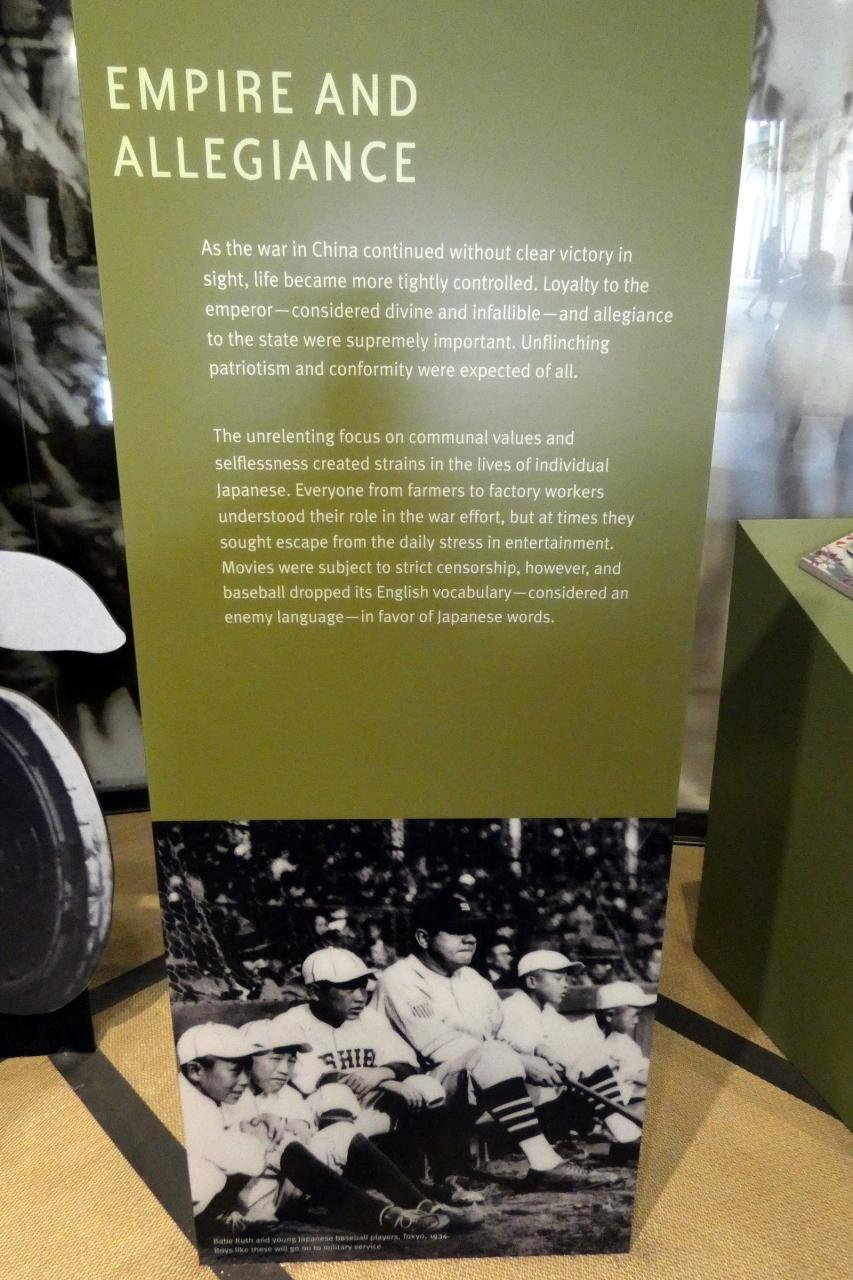 EMPIRE AND
ALLEGIANCE
As the war in China continued without clear victory in
sight, life became more tightly controlled. Loyalty to the
emperor—considered divine and infallible—and allegiance
to the state were supremely important. Unflinching
patriotism and conformity were expected of all.
The unrelenting focus on communal values and
selflessness created strains in the lives of individual
Japanese. Everyone from farmers to factory workers
understood their role in the war effort, but at times they
sought escape from the daily stress in entertainment.
Movies were subject to strict censorship, however, and
baseball dropped its English vocabulary—considered an
enemy language—in favor of Japanese words.
SHIB
Babe Ruth and young Japanese baseball players, Tokyo, 1934.
Boys like these will go on to military service.